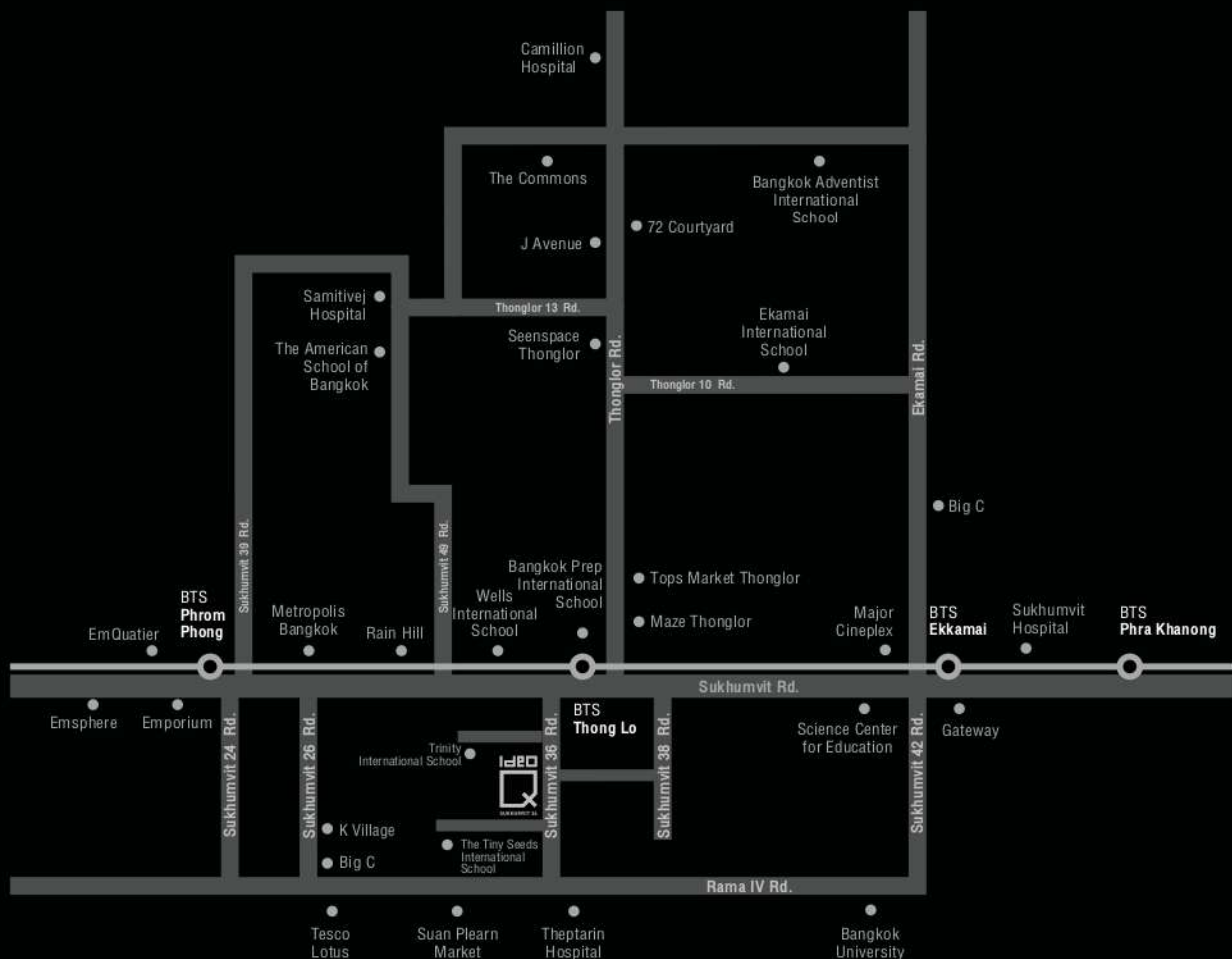 Camillion
Hospital
The Commons
Bangkok Adventist
International
School
72 Courtyard
J Avenue
Samitivej
Hospital
Thonglor 13 Rd.
Ekamai
International
School
Seenspace
Thonglor
The American
School of
Bangkok
Thonglor Rd.
Thonglor 10 Rd.
Ekamai Rd.
Big C
Sukhumvit 39 Rd.
Sukhumvit 49 Rd.
Bangkok Prep
International
School
Tops Market Thonglor
Maze Thonglor
BTS
Phrom
Phong
EmQuatier
Metropolis
Bangkok
Rain Hill
Wells
International
School
Major
Cineplex
BTS
Ekkamai
Sukhumvit
Hospital
BTS
Phra Khanong
Sukhumvit Rd.
Emsphere
Emporium
BTS
Thong Lo
Science Center
for Education
Gateway
Sukhumvit 24 Rd.
Sukhumvit 26 Rd.
Sukhumvit 36 Rd.
Sukhumvit 38 Rd.
Sukhumvit 42 Rd.
Trinity
International School
ideo
Q
SUKHUMVIT 36
K Village
Big C
The Tiny Seeds
International
School
Rama IV Rd.
Tesco
Lotus
Suan Plearn
Market
Theptarin
Hospital
Bangkok
University